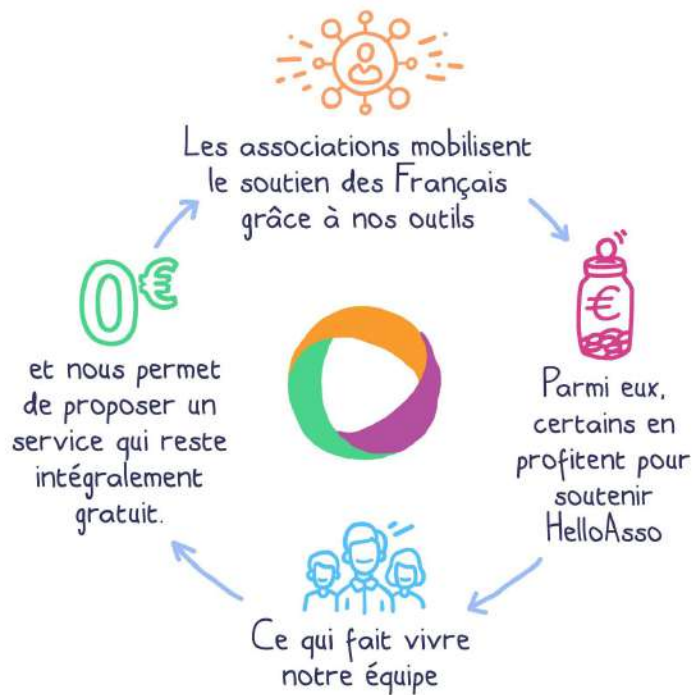 Les associations mobilisent
le soutien des Français
grâce à nos outils
€
Parmi eux,
certains en
profitent pour
soutenir
HelloAsso
Ce qui fait vivre
notre équipe
0€
et nous permet
de proposer un
service qui reste
intégralement
gratuit.